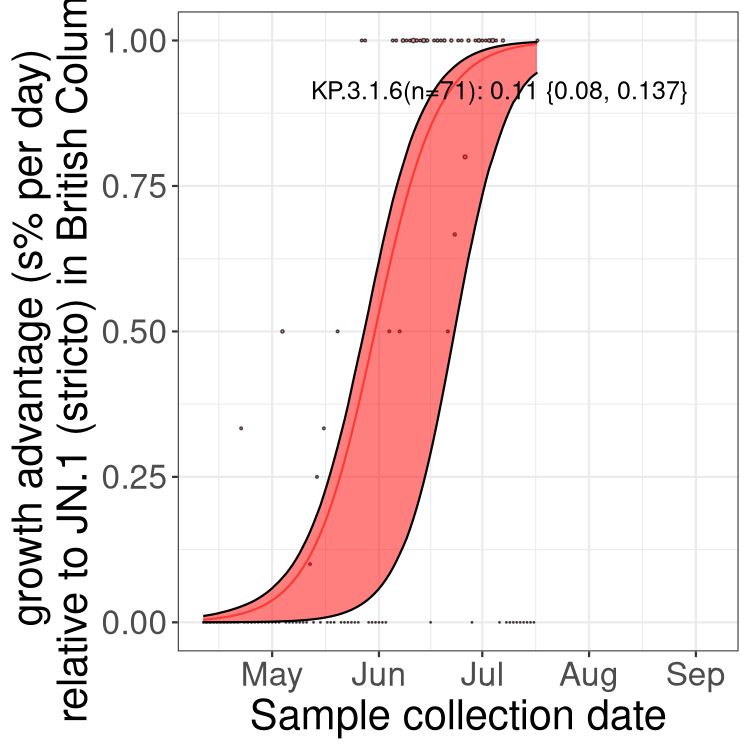 growth advantage (s% per day)
relative to JN.1 (stricto) in British Colum
1.00
0.75
0.50
0.25
0.00
KP.3.1.6(n=71): 0.11 {0.08, 0.137}
May Jun Jul Aug Sep
Sample collection date